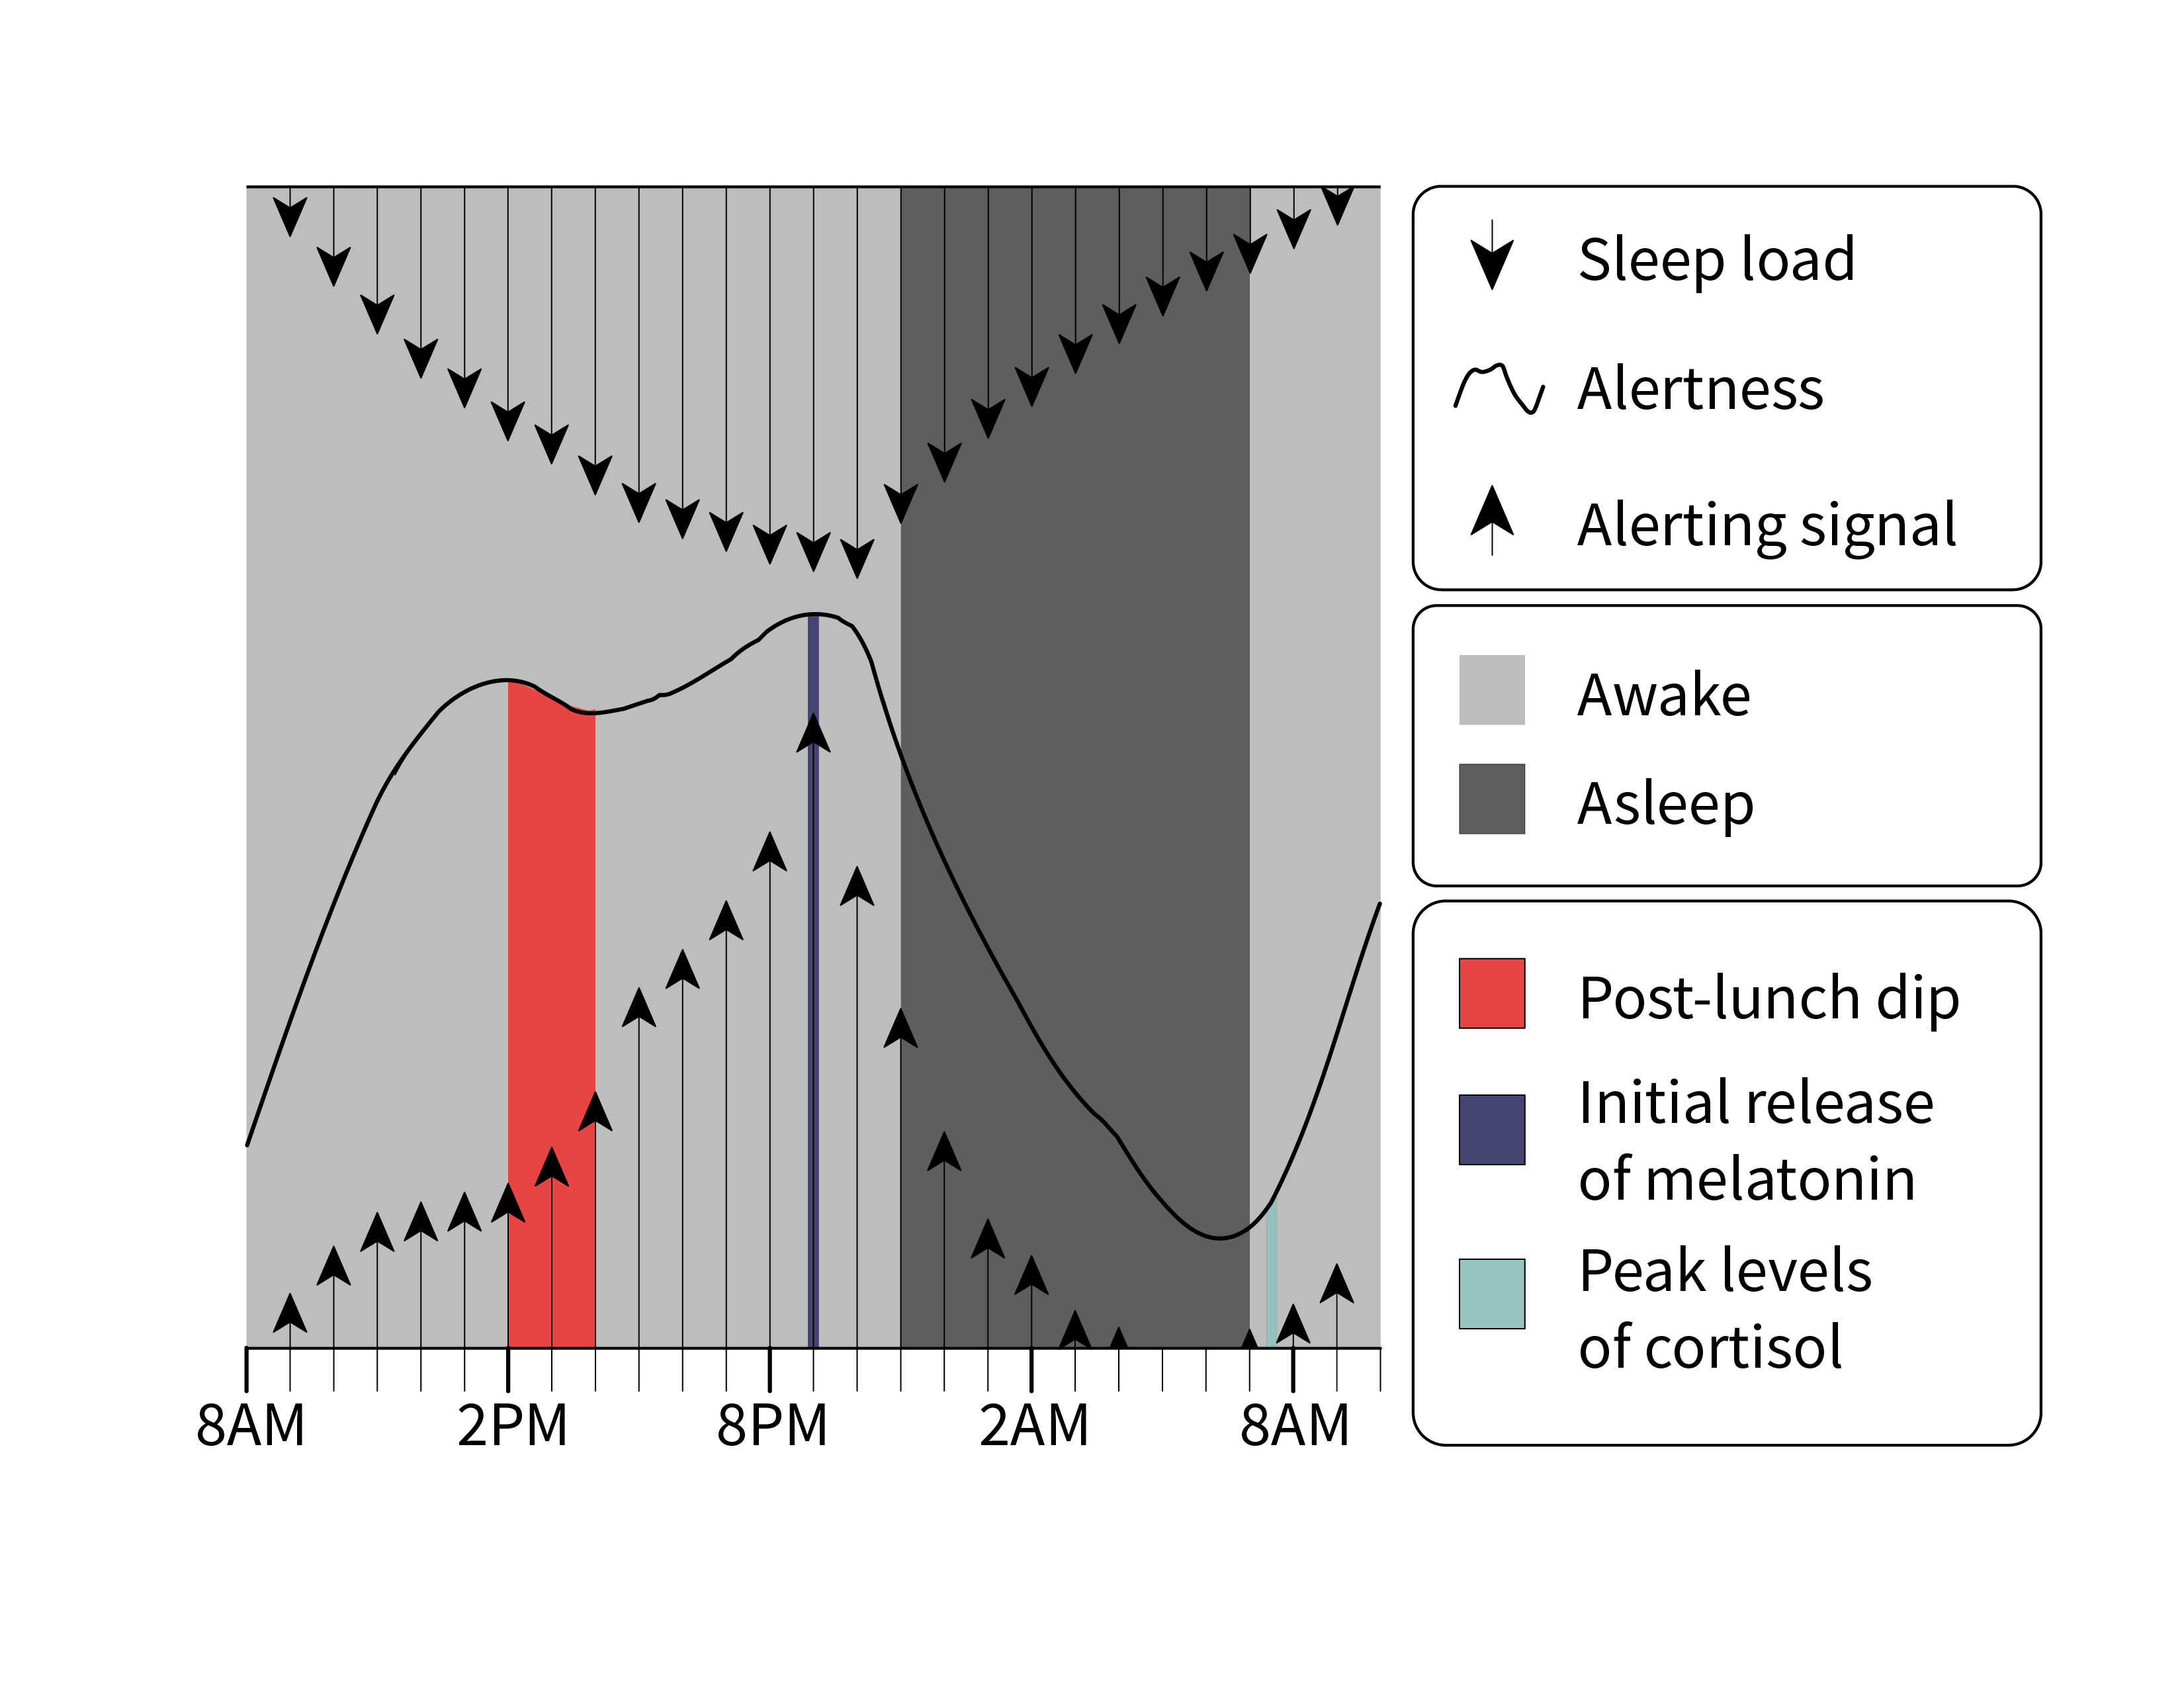 Sleep load
Alertness
Alerting signal
Awake
Asleep
Post-lunch dip
Initial release
of melatonin
Peak levels
of cortisol
8AM
2PM
8PM
2AM
8AM